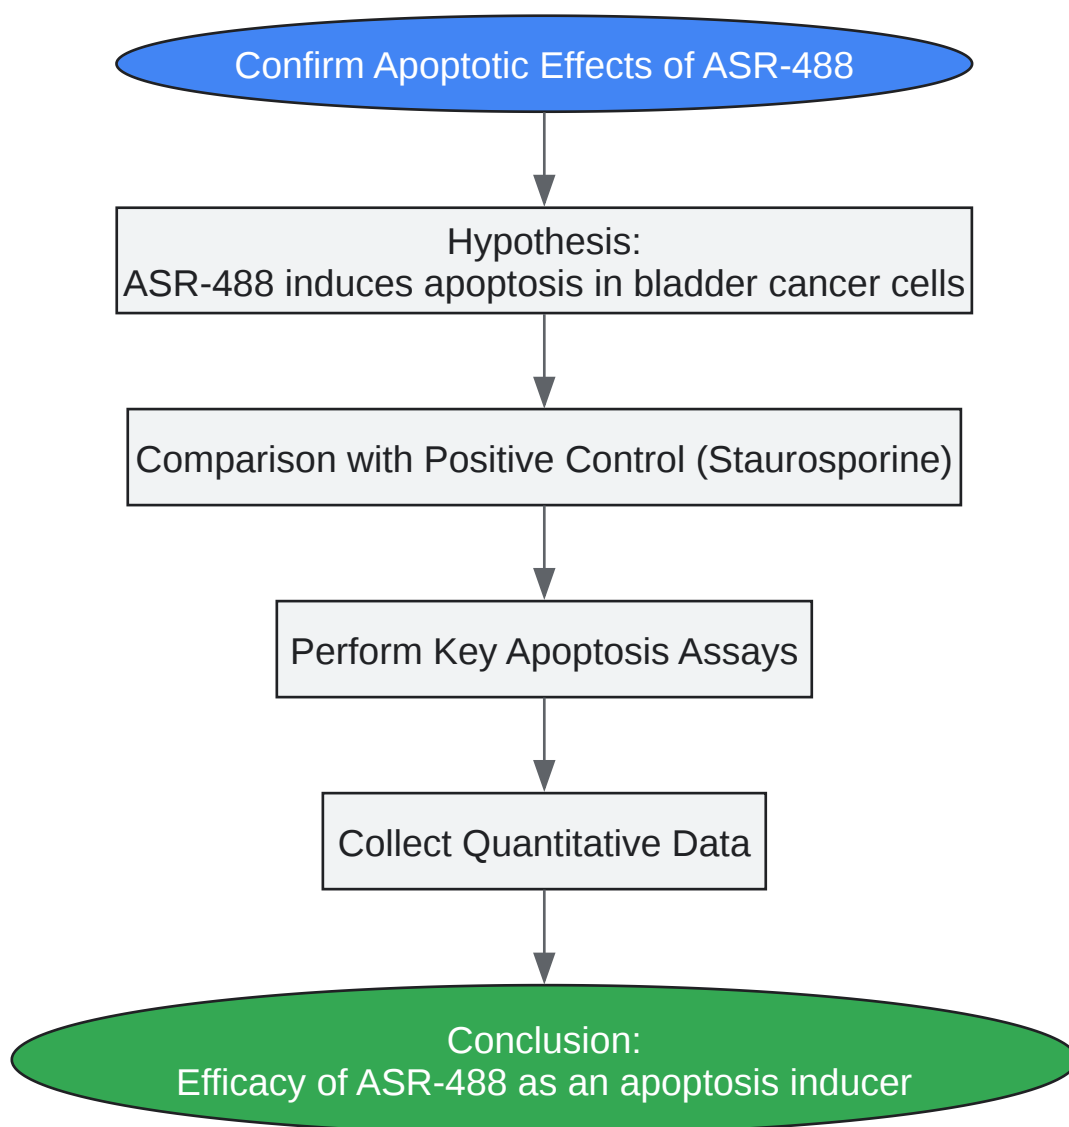 Confirm Apoptotic Effects of ASR-488
Hypothesis:
ASR-488 induces apoptosis in bladder cancer cells
Comparison with Positive Control (Staurosporine)
Perform Key Apoptosis Assays
Collect Quantitative Data
Conclusion:
Efficacy of ASR-488 as an apoptosis inducer